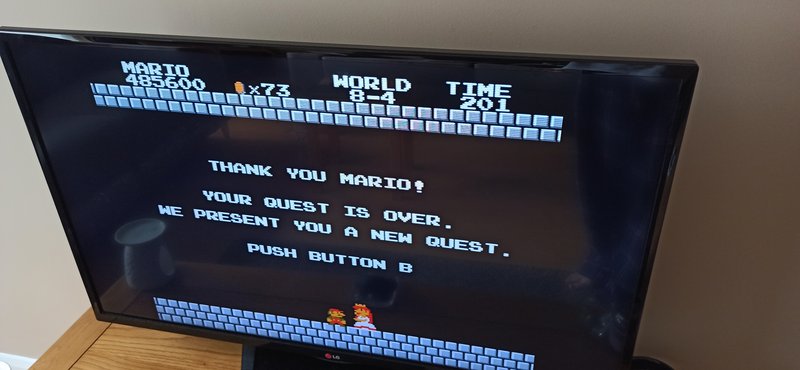 MARIO WORLD TIME
485600 x73 8-4 201
THANK YOU MARIO!
YOUR QUEST IS OVER.
WE PRESENT YOU A NEW QUEST.
PUSH BUTTON B
LG